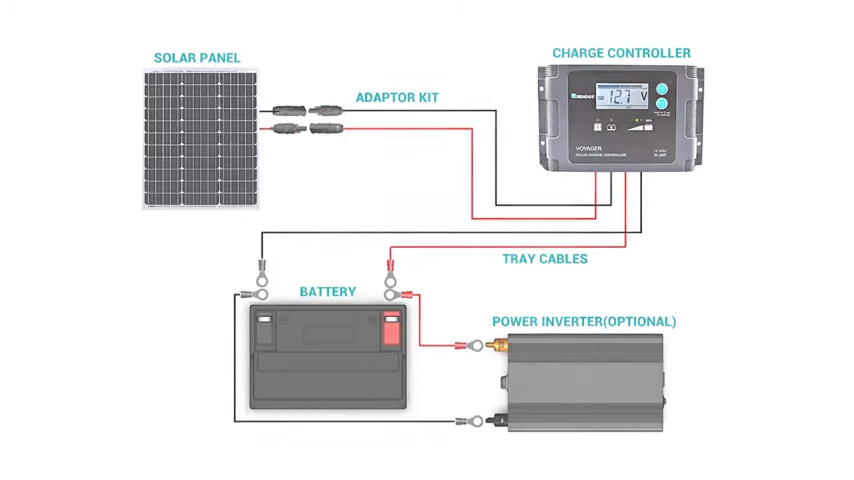 SOLAR PANEL
CHARGE CONTROLLER
ADAPTOR KIT
12.7 V
VOYAGER
SOLAR CHARGE CONTROLLER
TRAY CABLES
BATTERY
POWER INVERTER(OPTIONAL)